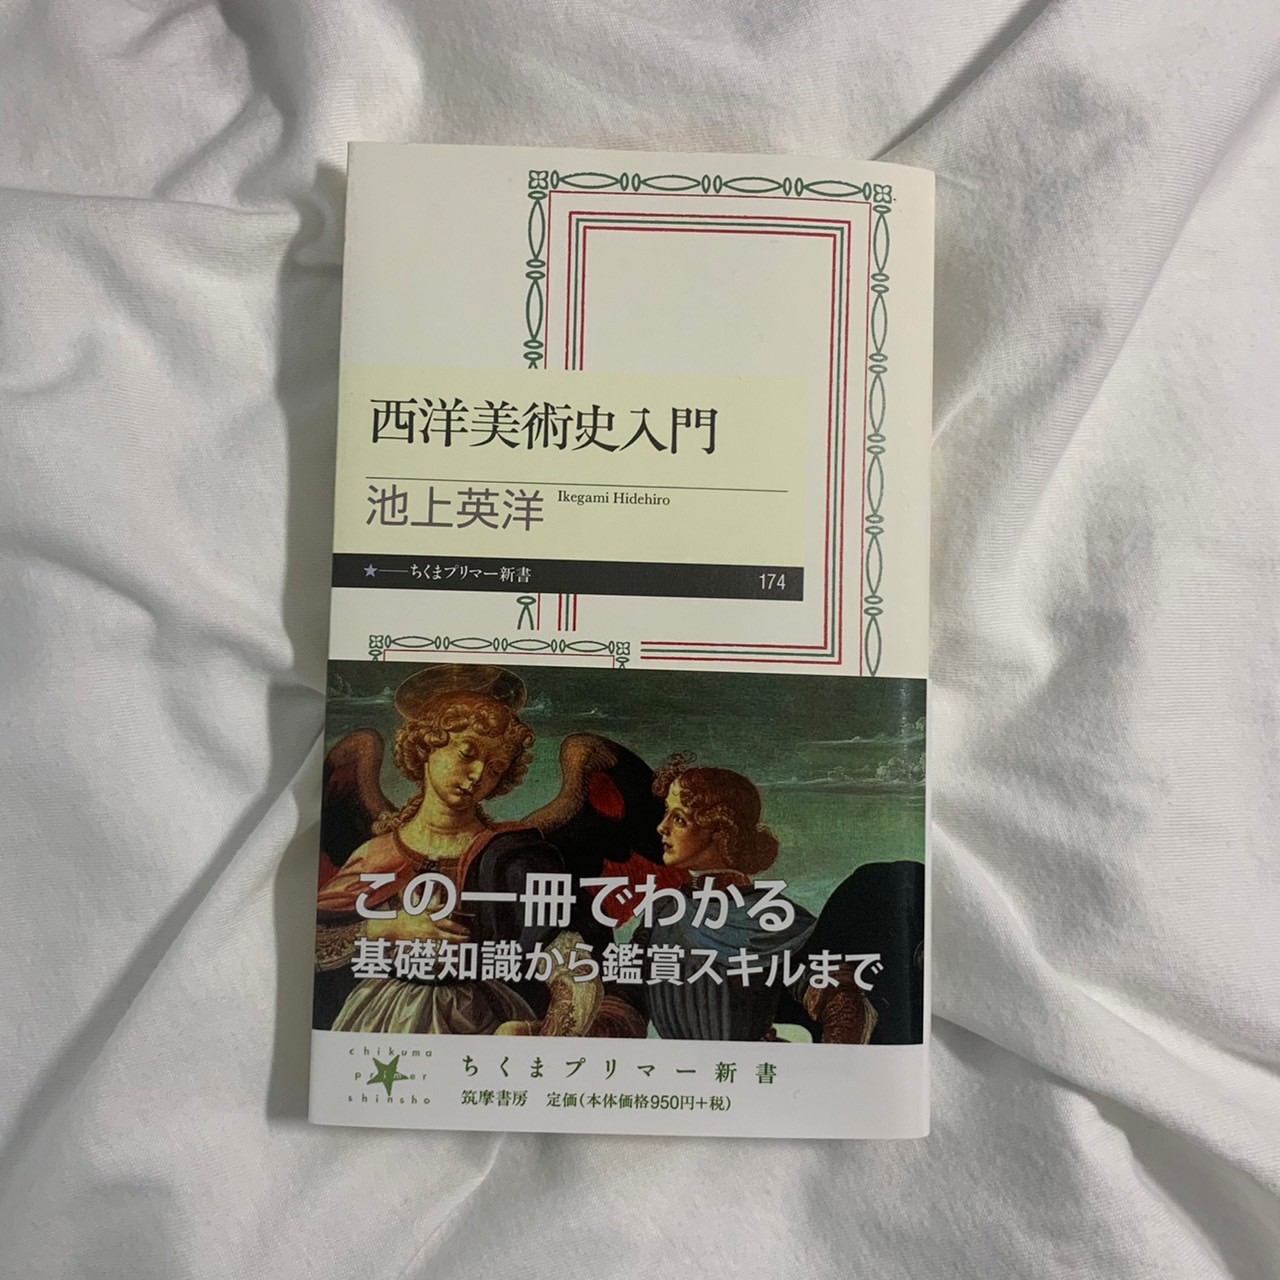 西洋美術史入門
池上英洋 Ikegami Hidehiro
★──ちくまプリマー新書 174
この一冊でわかる
基礎知識から鑑賞スキルまで
chikuma
primer
shinsho
ちくまプリマー新書
筑摩書房 定価(本体価格950円+税)